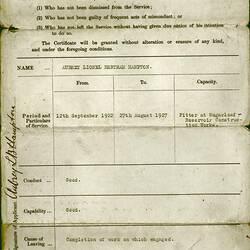 (1) Who has not been dismissed from the Service;
(2) Who has not been guilty of frequent acts of misconduct; or
(3) Who has not left the Service without having given due notice of his intention
to do so.
The Certificate will be granted without alteration or erasure of any kind,
and under the foregoing conditions.
NAME
AUBREY LIONEL BERTRAM HAMPTON.
From
To
Capacity.
Period and
Particulars
of Service
12th September 1922
27th August 1927
Fitter at Sugarloaf
Reservoir Construc-
tion Works.
Conduct
Good.
Capability
Good.
Cause of
Leaving
Completion of work on which engaged.
of Applicant
Hampton